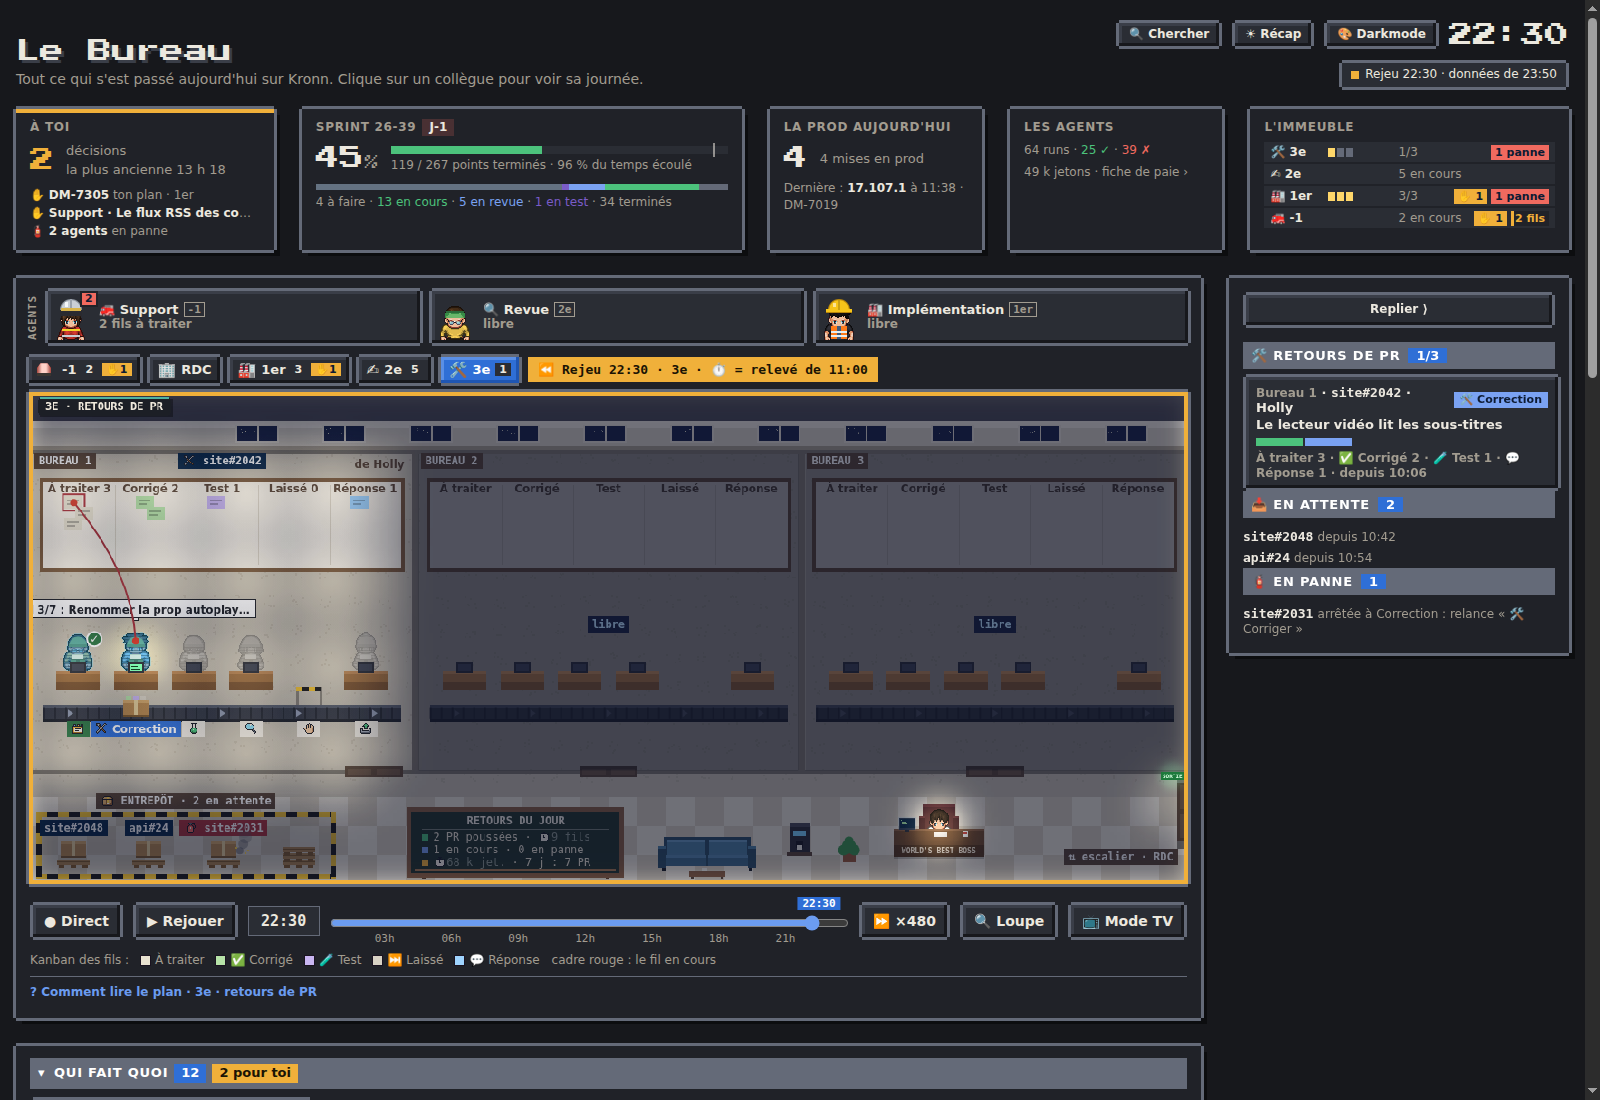 Le Bureau
Tout ce qui s'est passé aujourd'hui sur Kronn. Clique sur un collègue pour voir sa journée.
🔍 Chercher
☀ Récap
🎨 Darkmode
22:30
Rejeu 22:30 · données de 23:50
À TOI
2 décisions
la plus ancienne 13 h 18
✋ DM-7305 ton plan · 1er
✋ Support · Le flux RSS des co…
🧯 2 agents en panne
SPRINT 26-39 J-1
45%
119 / 267 points terminés · 96 % du temps écoulé
4 à faire · 13 en cours · 5 en revue · 1 en test · 34 terminés
LA PROD AUJOURD'HUI
4 4 mises en prod
Dernière : 17.107.1 à 11:38 ·
DM-7019
LES AGENTS
64 runs · 25 ✓ · 39 ✗
49 k jetons · fiche de paie ›
L'IMMEUBLE
🛠 3e 1/3 1 panne
✍ 2e 5 en cours
🏭 1er 3/3 ✋ 1 1 panne
🚒 -1 2 en cours ✋ 1 2 fils
AGENTS
2
🚒 Support -1
2 fils à traiter
🔍 Revue 2e
libre
🏭 Implémentation 1er
libre
-1 2 ✋1
🏢 RDC
🏭 1er 3 ✋1
✍ 2e 5
🛠 3e 1
⏪ Rejeu 22:30 · 3e · ⏱ = relevé de 11:00
3E · RETOURS DE PR
BUREAU 1 site#2042 de Holly
À traiter 3 Corrigé 2 Test 1 Laissé 0 Réponse 1
BUREAU 2
À traiter Corrigé Test Laissé Réponse
BUREAU 3
À traiter Corrigé Test Laissé Réponse
3/7 : Renommer la prop autoplay…
libre
libre
Correction
SORTIE
ENTREPÔT · 2 en attente
site#2048 api#24 site#2031
RETOURS DU JOUR
2 PR poussées · 9 fils
1 en cours · 0 en panne
68 k jet. · 7 j : 7 PR
WORLD'S BEST BOSS
⇅ escalier · RDC
● Direct
▶ Rejouer
22:30
22:30
03h 06h 09h 12h 15h 18h 21h
⏩ ×480
🔍 Loupe
📺 Mode TV
Kanban des fils : À traiter ✅ Corrigé 🧪 Test ⏭ Laissé 💬 Réponse cadre rouge : le fil en cours
? Comment lire le plan · 3e · retours de PR
▾ QUI FAIT QUOI 12 2 pour toi
Replier ⟩
🛠 RETOURS DE PR 1/3
Bureau 1 · site#2042 ·
Holly
🛠 Correction
Le lecteur vidéo lit les sous-titres
À traiter 3 · ✅ Corrigé 2 · 🧪 Test 1 · 💬
Réponse 1 · depuis 10:06
📥 EN ATTENTE 2
site#2048 depuis 10:42
api#24 depuis 10:54
🧯 EN PANNE 1
site#2031 arrêtée à Correction : relance « 🛠
Corriger »